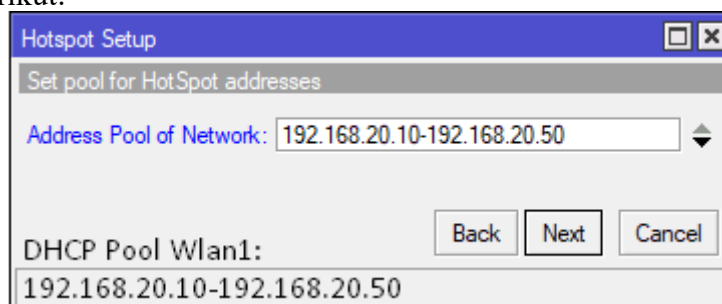 Hotspot Setup
Set pool for HotSpot addresses
Address Pool of Network: 192.168.20.10-192.168.20.50
Back Next Cancel
DHCP Pool Wlan1:
192.168.20.10-192.168.20.50